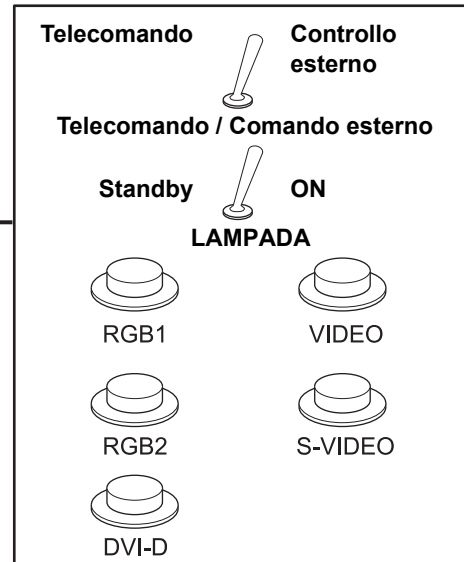 Telecomando Controllo
esterno
Telecomando / Comando esterno
Standby ON
LAMPADA
RGB1 VIDEO
RGB2 S-VIDEO
DVI-D